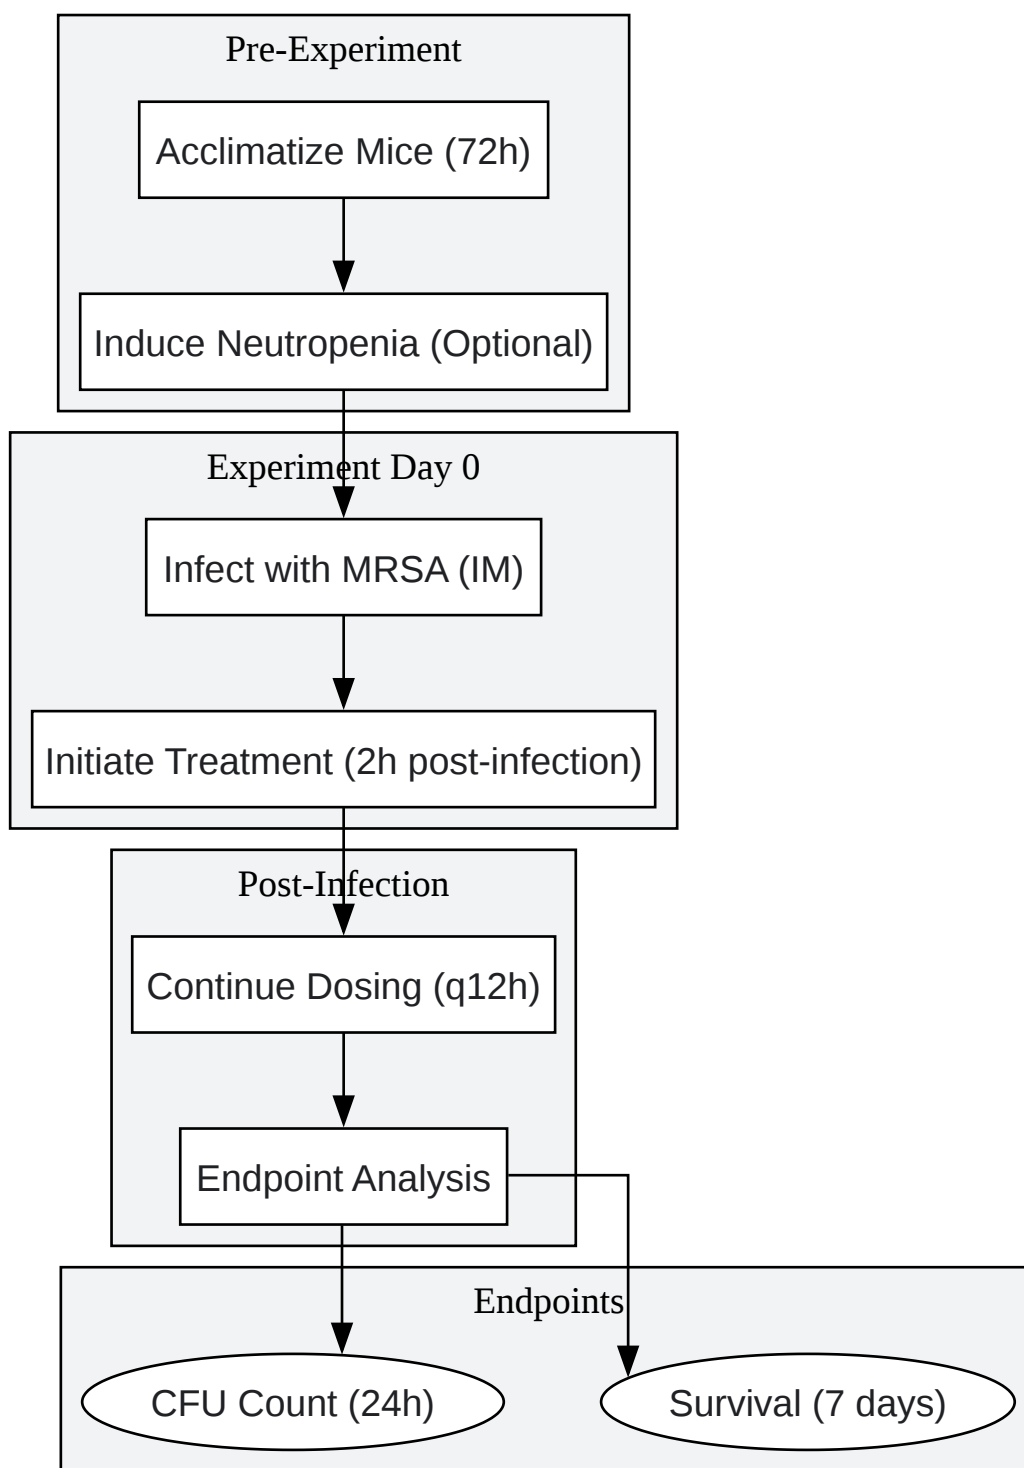 Pre-Experiment
Acclimatize Mice (72h)
Induce Neutropenia (Optional)
Experiment Day 0
Infect with MRSA (IM)
Initiate Treatment (2h post-infection)
Post-Infection
Continue Dosing (q12h)
Endpoint Analysis
Endpoints
CFU Count (24h)
Survival (7 days)